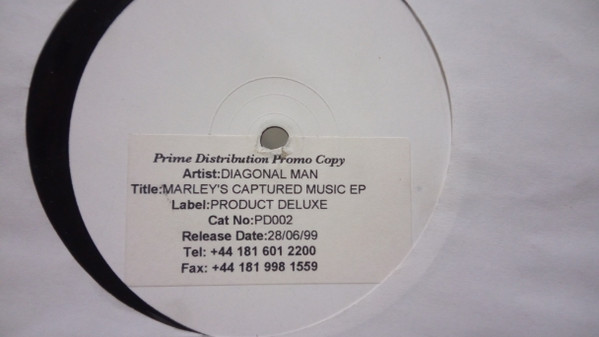 Prime Distribution Promo Copy
Artist:DIAGONAL MAN
Title:MARLEY'S CAPTURED MUSIC EP
Label:PRODUCT DELUXE
Cat No:PD002
Release Date:28/06/99
Tel: +44 181 601 2200
Fax: +44 181 998 1559